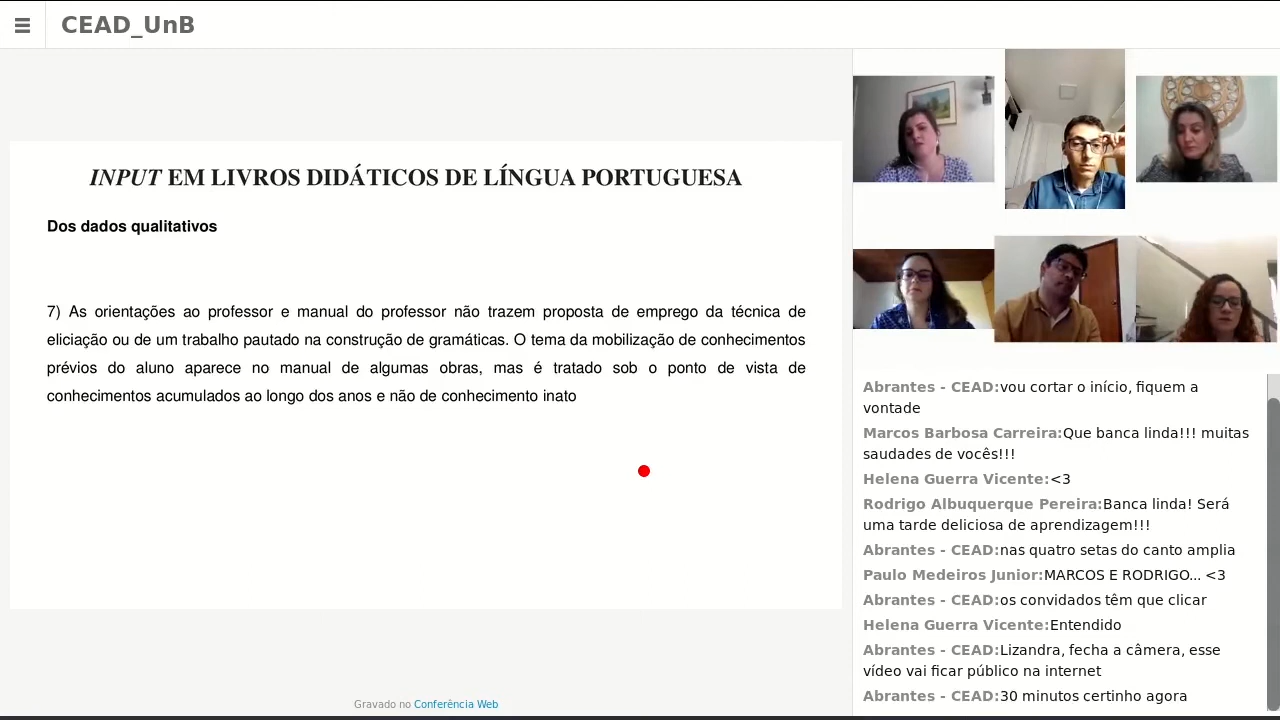 CEAD_UnB
INPUT EM LIVROS DIDÁTICOS DE LÍNGUA PORTUGUESA
Dos dados qualitativos
7) As orientações ao professor e manual do professor não trazem proposta de emprego da técnica de
eliciação ou de um trabalho pautado na construção de gramáticas. O tema da mobilização de conhecimentos
prévios do aluno aparece no manual de algumas obras, mas é tratado sob o ponto de vista de
conhecimentos acumulados ao longo dos anos e não de conhecimento inato
Gravado no Conferência Web
Abrantes - CEAD:vou cortar o início, fiquem a
vontade
Marcos Barbosa Carreira:Que banca linda!!! muitas
saudades de vocês!!!
Helena Guerra Vicente:<3
Rodrigo Albuquerque Pereira:Banca linda! Será
uma tarde deliciosa de aprendizagem!!!
Abrantes - CEAD:nas quatro setas do canto amplia
Paulo Medeiros Junior:MARCOS E RODRIGO... <3
Abrantes - CEAD:os convidados têm que clicar
Helena Guerra Vicente:Entendido
Abrantes - CEAD:Lizandra, fecha a câmera, esse
vídeo vai ficar público na internet
Abrantes - CEAD:30 minutos certinho agora